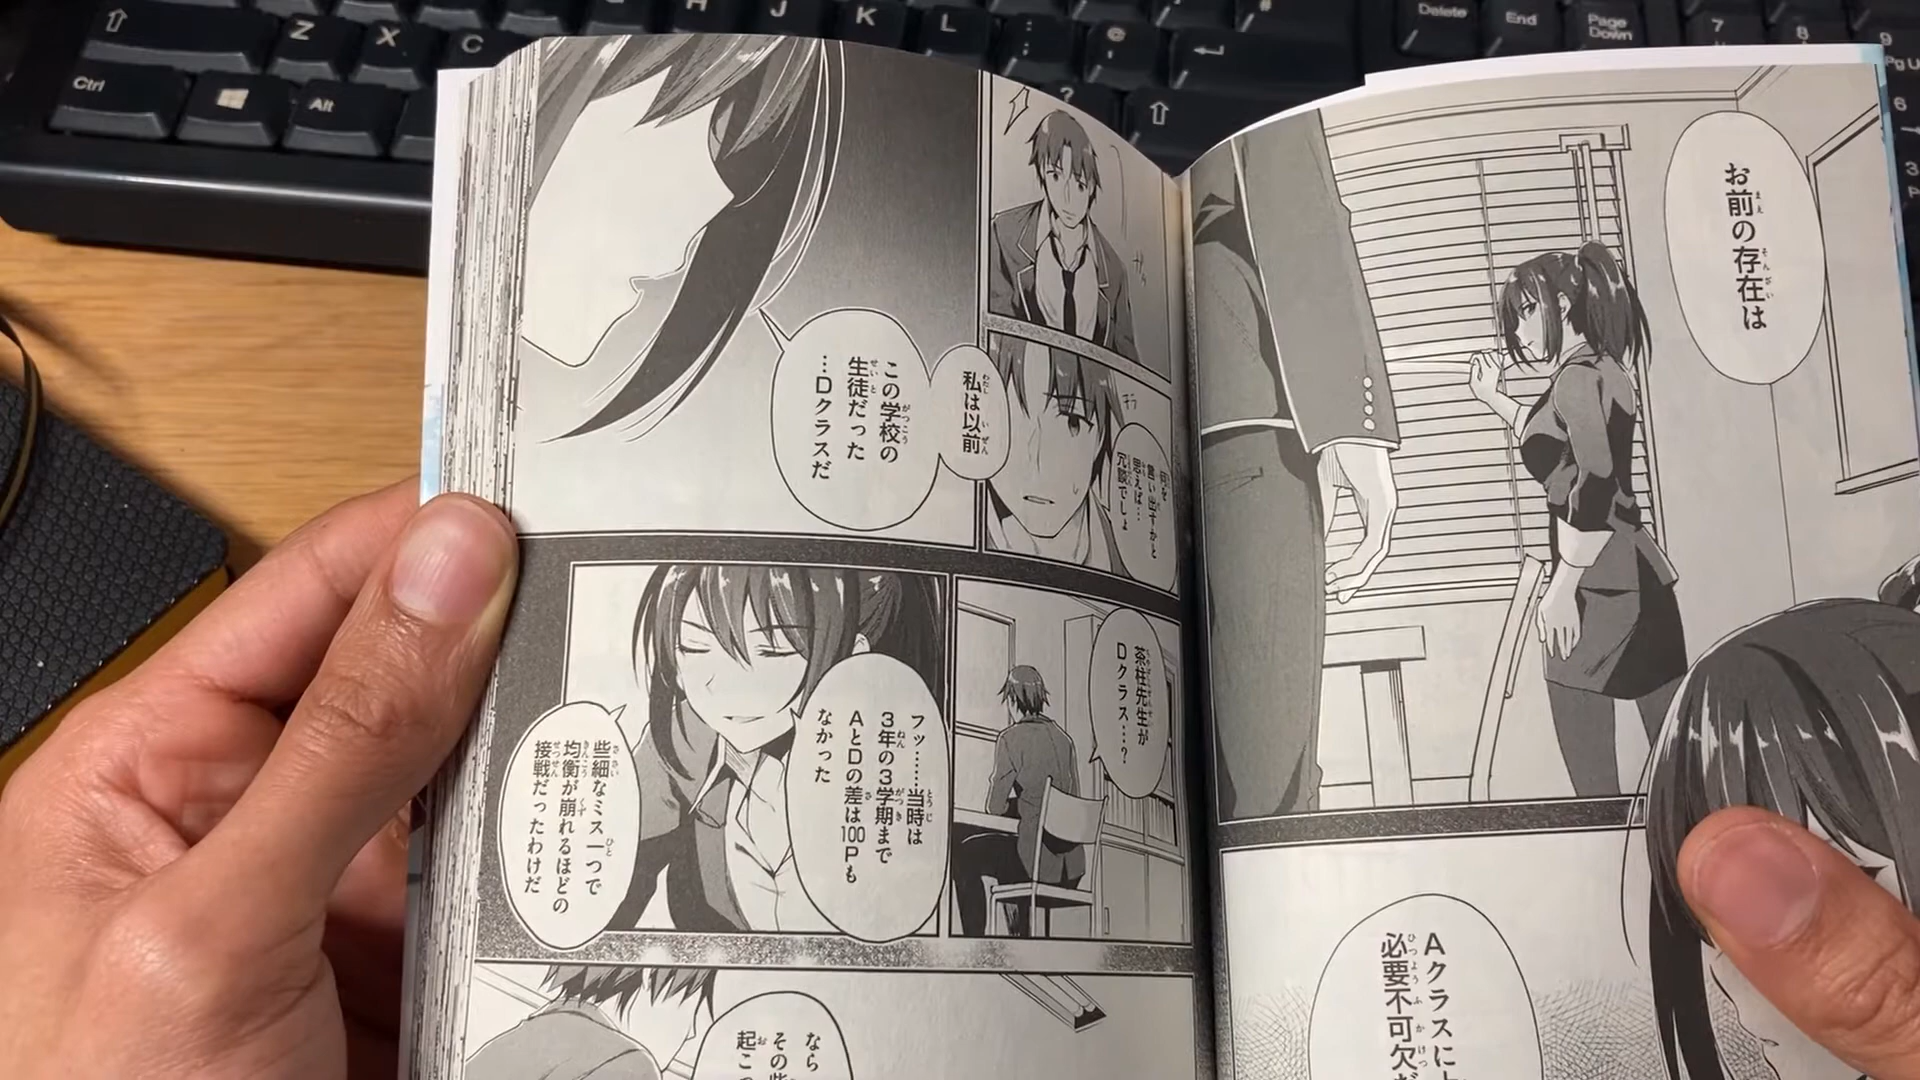 お前の存在は
Aクラスに
必要不可欠だ
何を
言い出すかと
思えば…
冗談でしょ
私は以前
この学校の
生徒だった
…Dクラスだ
茶柱先生が
Dクラス…?
フッ……当時は
3年の3学期まで
AとDの差は100Pも
なかった
些細なミス一つで
均衡が崩れるほどの
接戦だったわけだ
なら
その些
起こ
Z
X
C
H
J
K
L
Delete
End
Page
Down
7
8
9
6
3
Ctrl
Alt